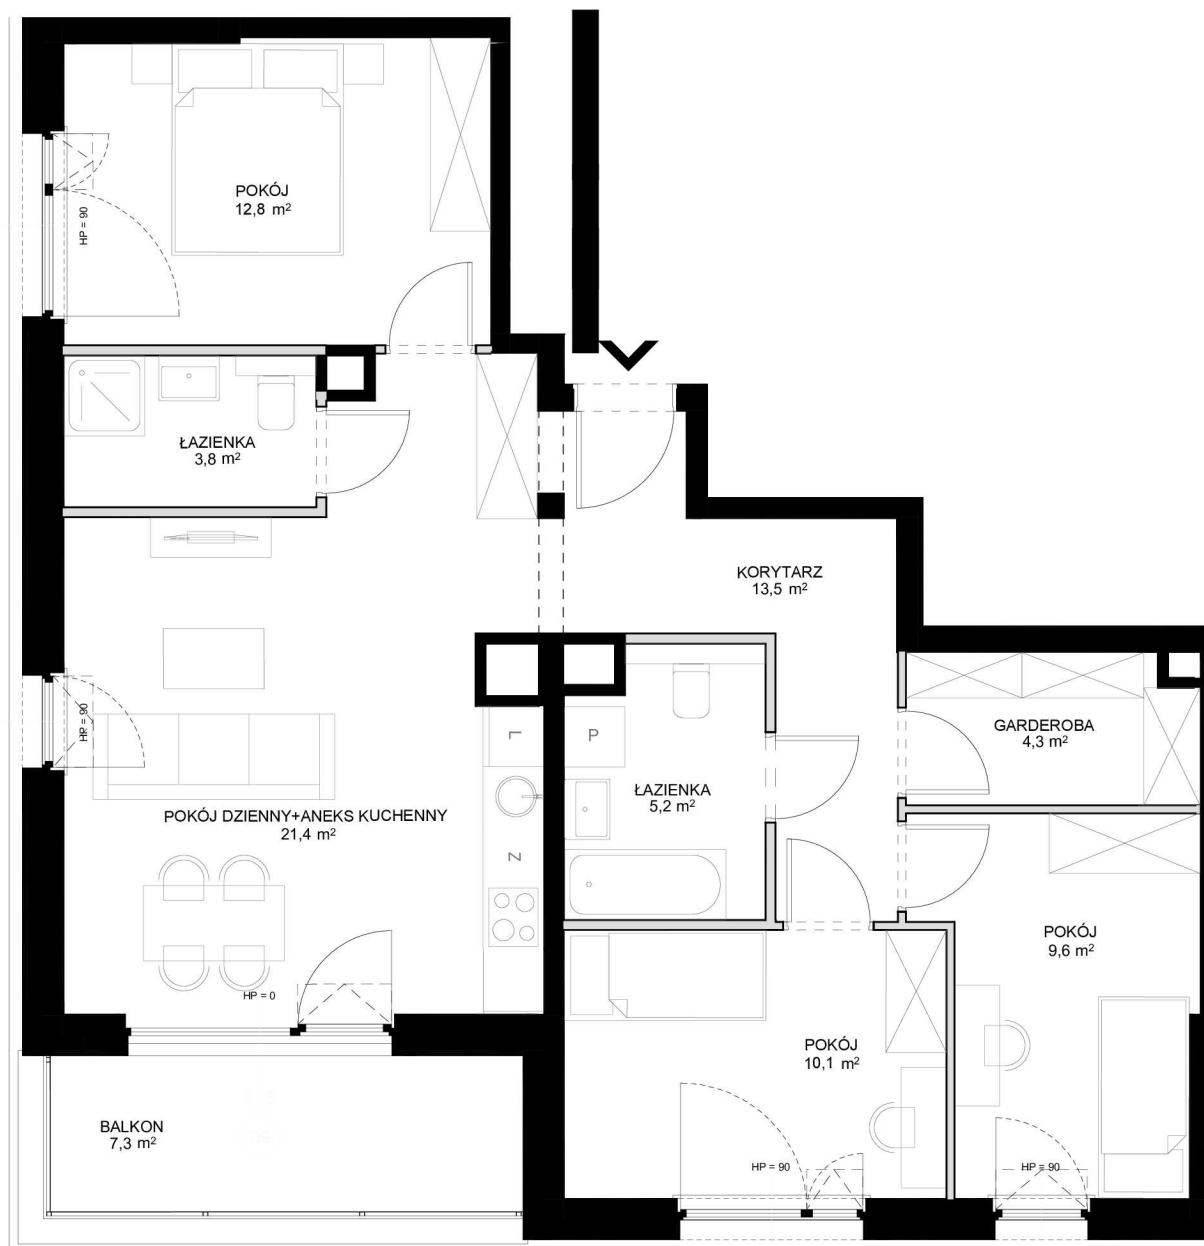 POKÓJ
12,8 m²
HP = 90
ŁAZIENKA
3,8 m²
KORYTARZ
13,5 m²
HP = 90
L
P
GARDEROBA
4,3 m²
ŁAZIENKA
5,2 m²
POKÓJ DZIENNY+ANEKS KUCHENNY
21,4 m²
Z
POKÓJ
9,6 m²
HP = 0
POKÓJ
10,1 m²
BALKON
7,3 m²
HP = 90
HP = 90